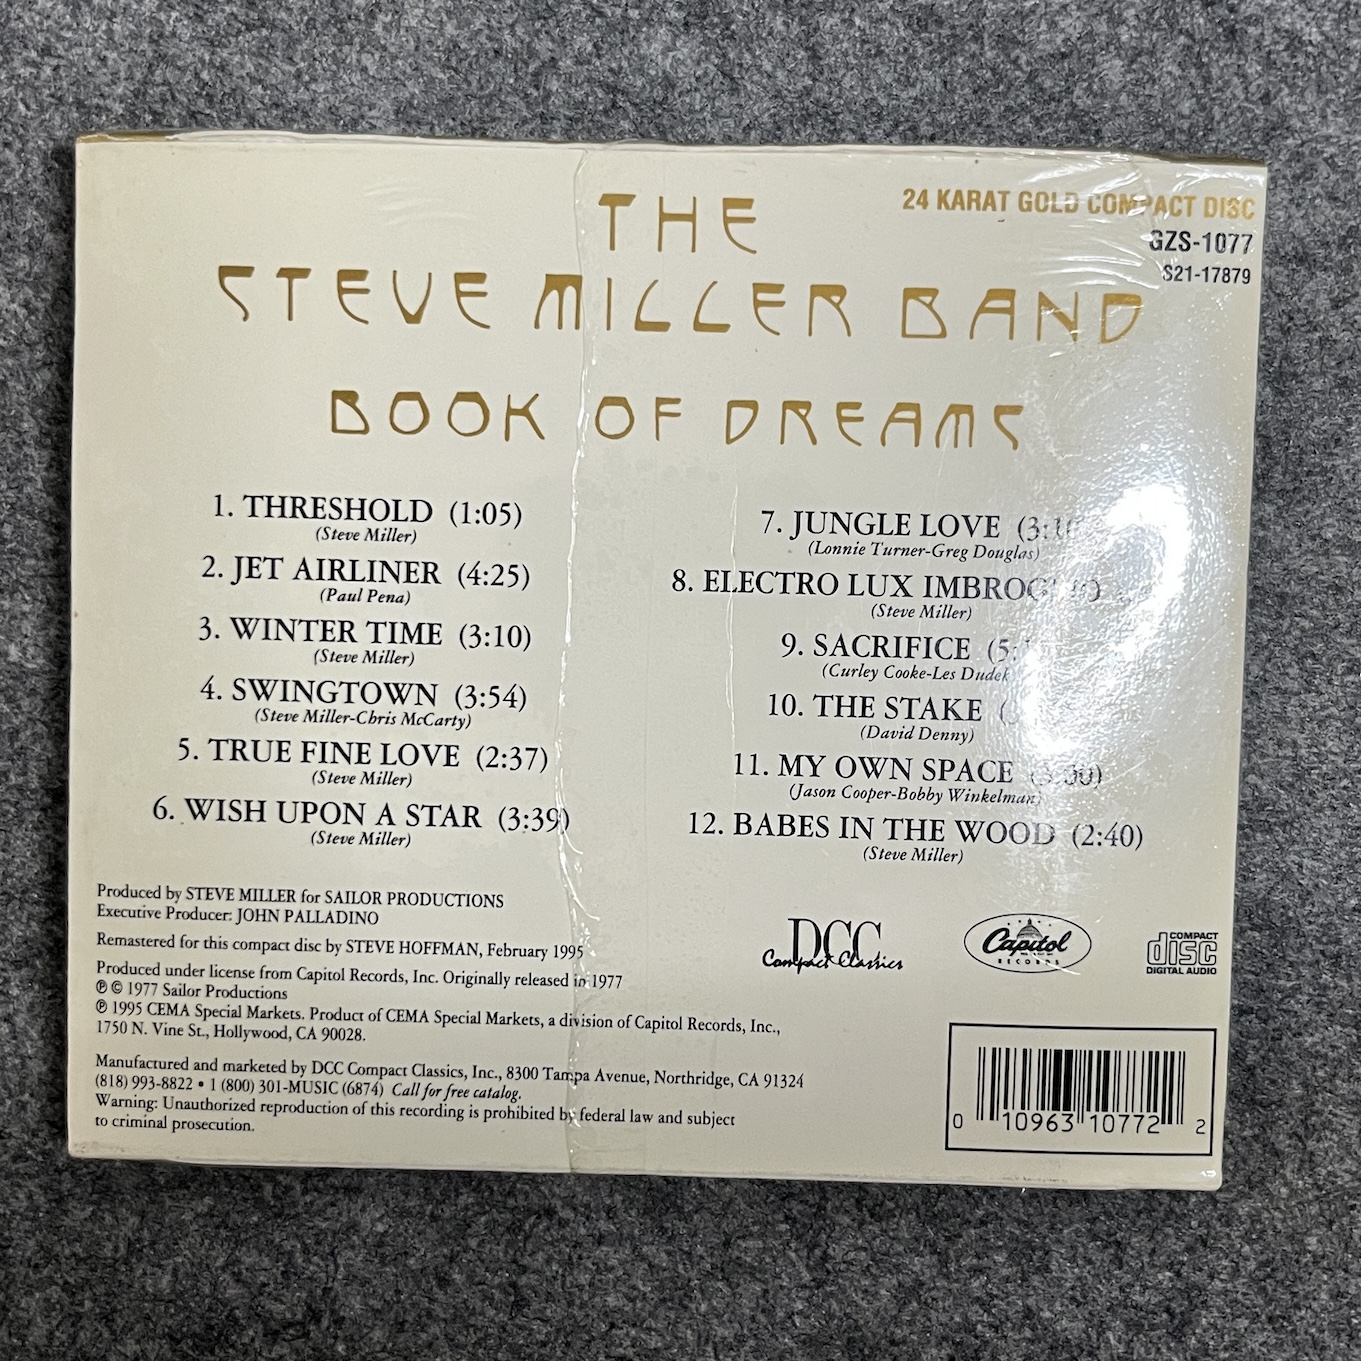 THE
STEVE MILLER BAND
BOOK OF DREAMS
24 KARAT GOLD COMPACT DISC
GZS-1077
S21-17879
1. THRESHOLD (1:05)
(Steve Miller)
2. JET AIRLINER (4:25)
(Paul Pena)
3. WINTER TIME (3:10)
(Steve Miller)
4. SWINGTOWN (3:54)
(Steve Miller-Chris McCarty)
5. TRUE FINE LOVE (2:37)
(Steve Miller)
6. WISH UPON A STAR (3:39)
(Steve Miller)
7. JUNGLE LOVE
(Lonnie Turner-Greg Douglas)
8. ELECTRO LUX IMBROGLIO
(Steve Miller)
9. SACRIFICE
(Curley Cooke-Les Dudek
10. THE STAKE
(David Denny)
11. MY OWN SPACE
(Jason Cooper-Bobby Winkelman)
12. BABES IN THE WOOD (2:40)
(Steve Miller)
Produced by STEVE MILLER for SAILOR PRODUCTIONS
Executive Producer: JOHN PALLADINO
Remastered for this compact disc by STEVE HOFFMAN, February 1995
Produced under license from Capitol Records, Inc. Originally released in 1977
℗ © 1977 Sailor Productions
℗ 1995 CEMA Special Markets. Product of CEMA Special Markets, a division of Capitol Records, Inc.,
1750 N. Vine St., Hollywood, CA 90028.
Manufactured and marketed by DCC Compact Classics, Inc., 8300 Tampa Avenue, Northridge, CA 91324
(818) 993-8822 • 1 (800) 301-MUSIC (6874) Call for free catalog.
Warning: Unauthorized reproduction of this recording is prohibited by federal law and subject
to criminal prosecution.
DCC
Compact Classics
Capitol
RECORDS
COMPACT
disc
DIGITAL AUDIO
0 10963 10772 2